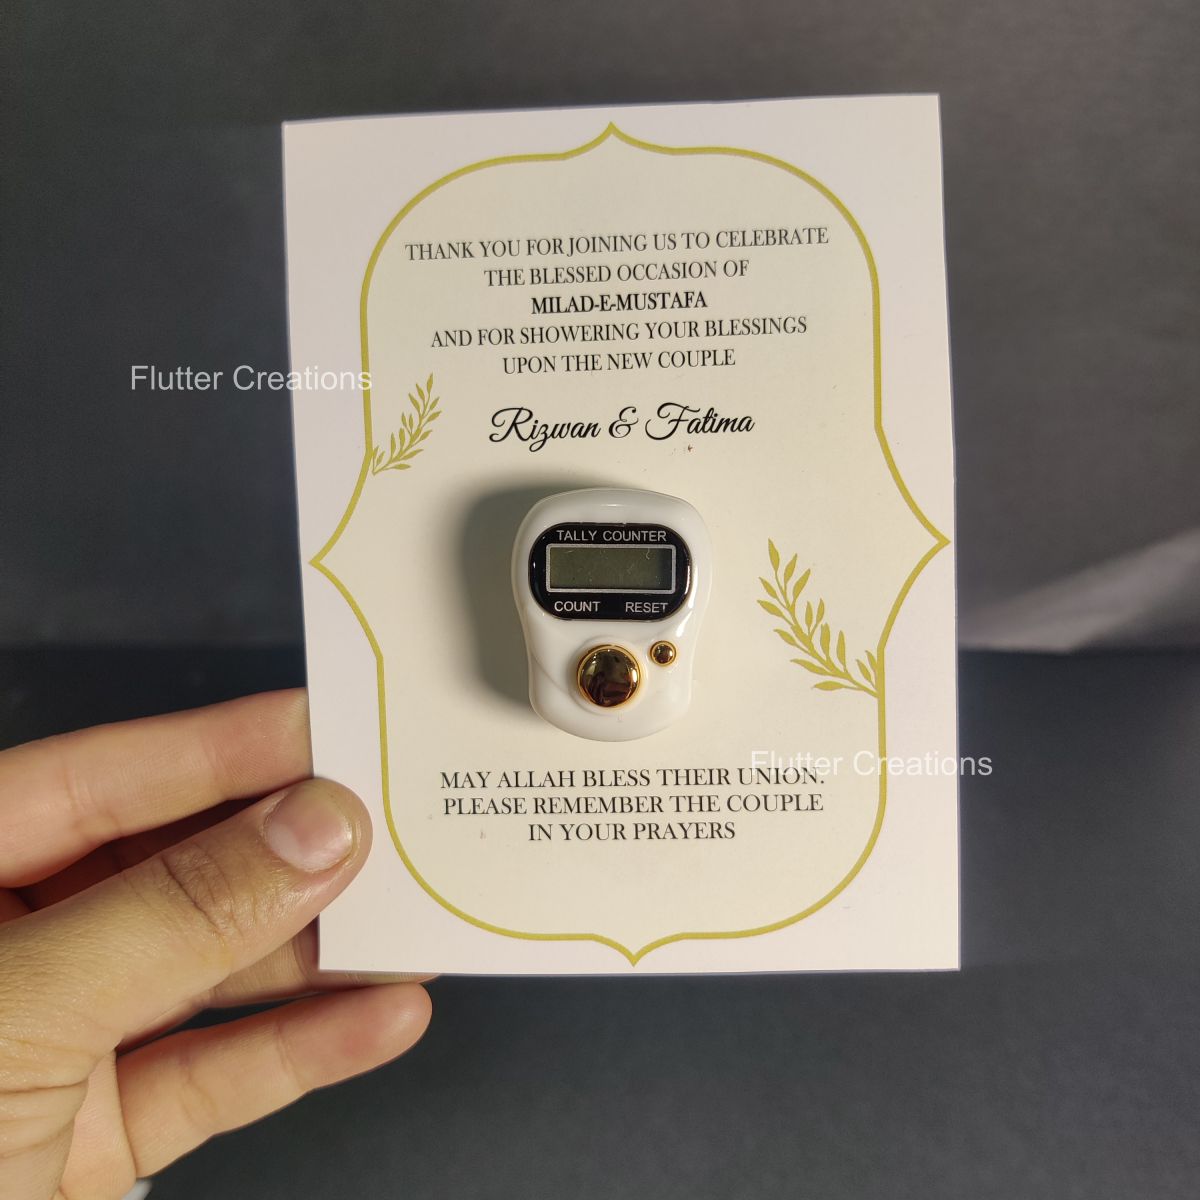 THANK YOU FOR JOINING US TO CELEBRATE
THE BLESSED OCCASION OF
MILAD-E-MUSTAFA
AND FOR SHOWERING YOUR BLESSINGS
UPON THE NEW COUPLE
Flutter Creations
Rizwan & Fatima
TALLY COUNTER
COUNT RESET
Flutter Creations
MAY ALLAH BLESS THEIR UNION.
PLEASE REMEMBER THE COUPLE
IN YOUR PRAYERS